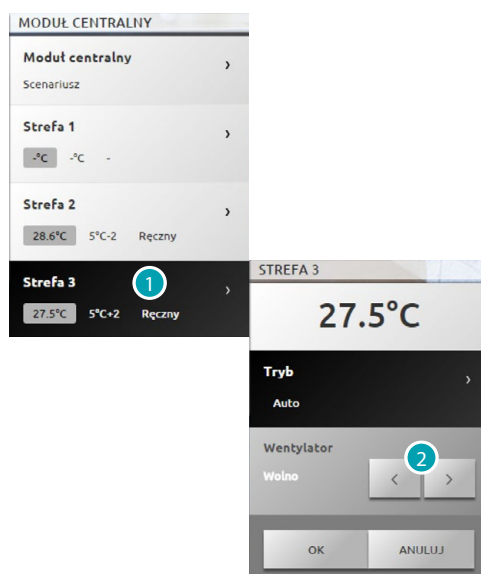 MODUŁ CENTRALNY
Moduł centralny
Scenariusz
Strefa 1
-°C -°C -
Strefa 2
28.6°C 5°C-2 Ręczny
Strefa 3
1
27.5°C 5°C+2 Ręczny
STREFA 3
27.5°C
Tryb
Auto
Wentylator
2
Wolno
OK ANULUJ